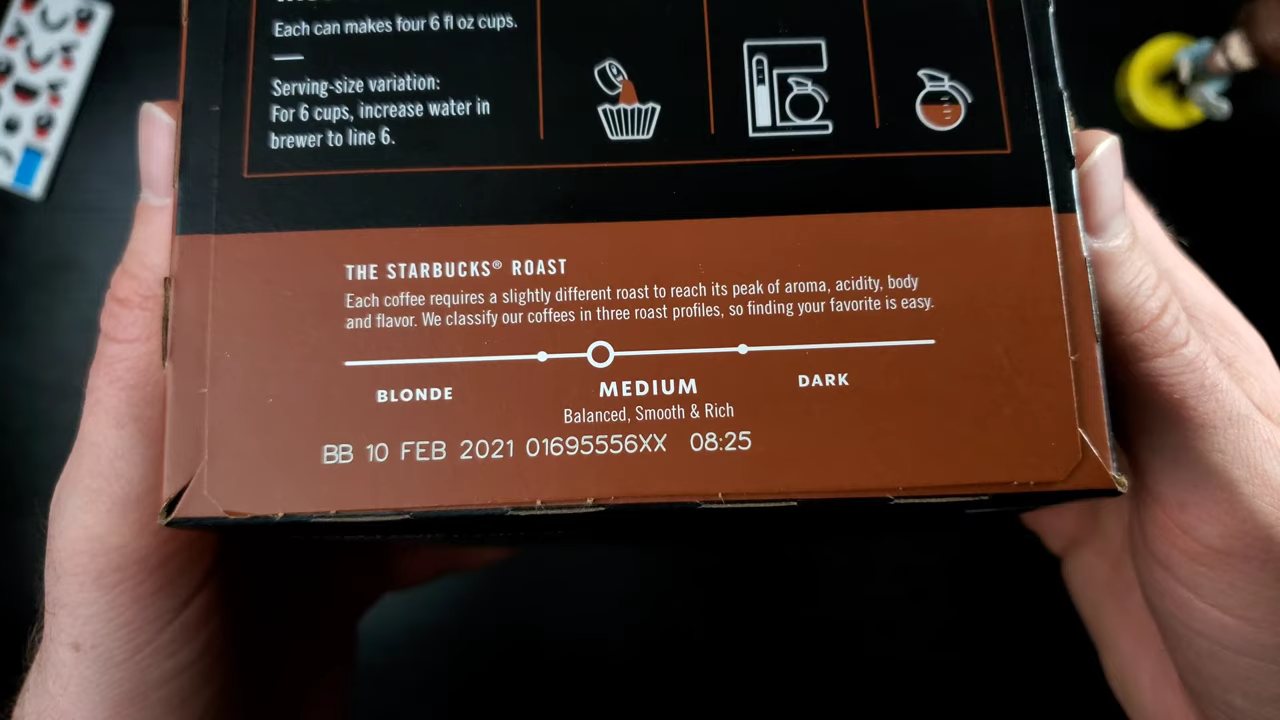 Each can makes four 6 fl oz cups.
Serving-size variation:
For 6 cups, increase water in
brewer to line 6.
THE STARBUCKS® ROAST
Each coffee requires a slightly different roast to reach its peak of aroma, acidity, body
and flavor. We classify our coffees in three roast profiles, so finding your favorite is easy.
BLONDE MEDIUM DARK
Balanced, Smooth & Rich
BB 10 FEB 2021 01695556XX 08:25